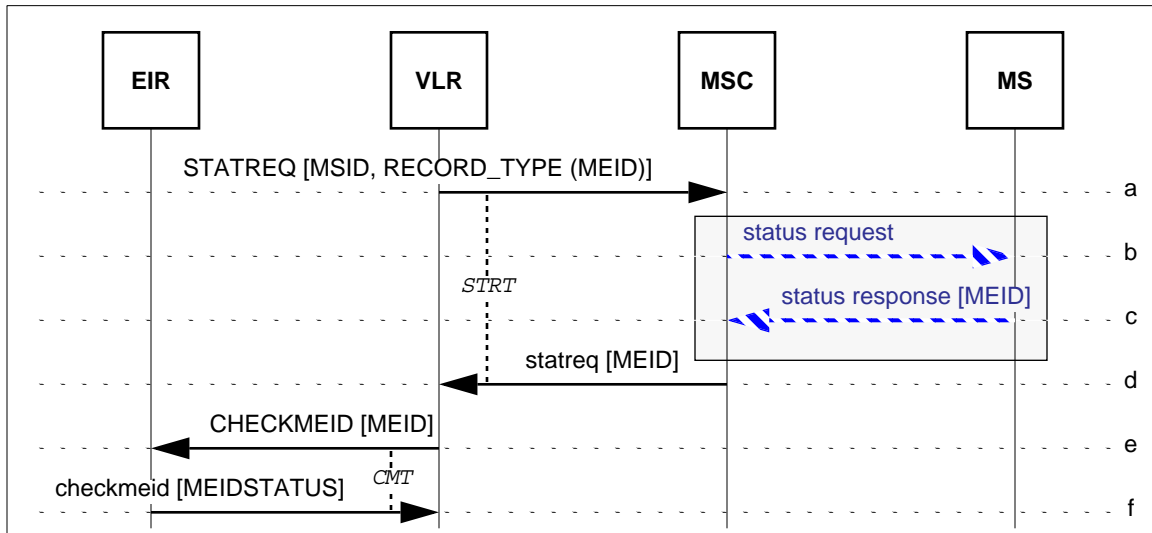 EIR VLR MSC MS
STATREQ [MSID, RECORD_TYPE (MEID)]
a
status request
b
STRT
status response [MEID]
c
statreq [MEID]
d
CHECKMEID [MEID]
e
CMT
checkmeid [MEIDSTATUS]
f